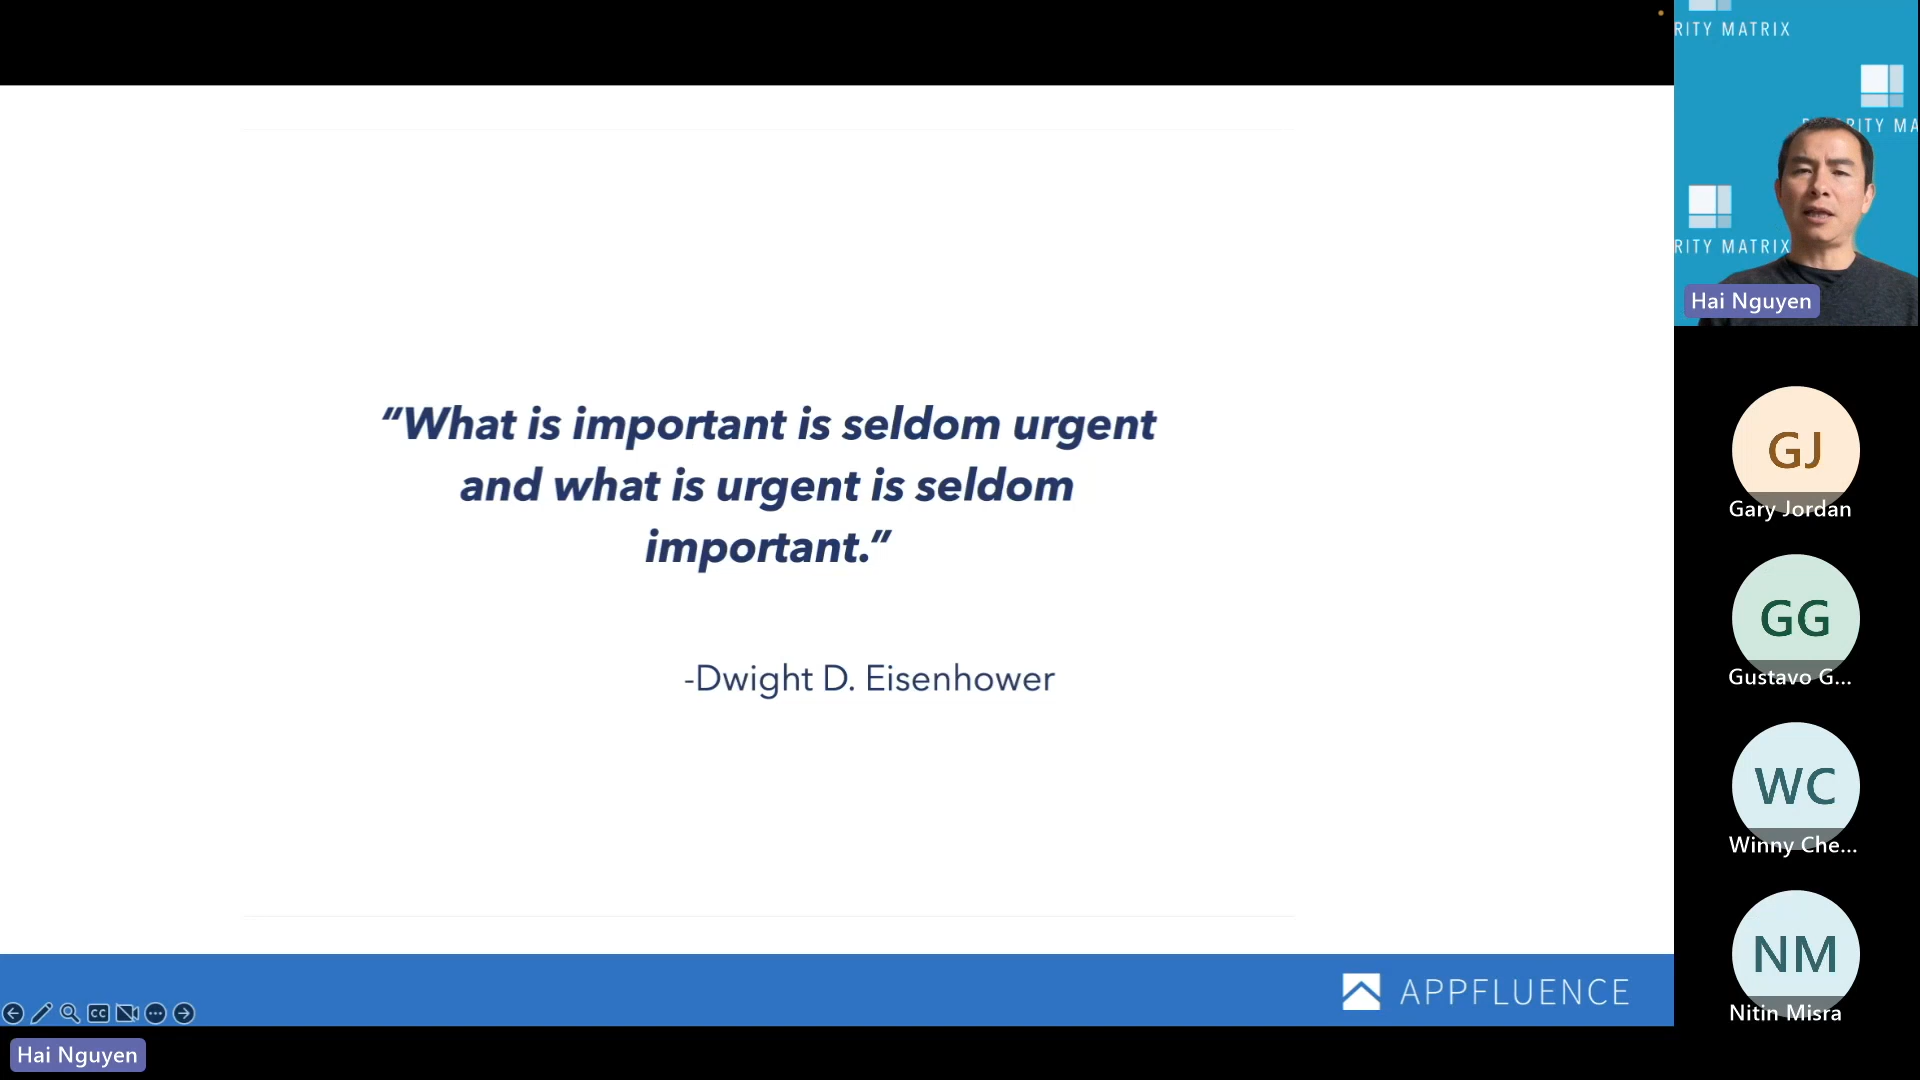 “What is important is seldom urgent
and what is urgent is seldom
important.”
-Dwight D. Eisenhower
APPFLUENCE
CC
Hai Nguyen
RITY MATRIX
RITY MA
RITY MATRIX
Hai Nguyen
GJ
Gary Jordan
GG
Gustavo G...
WC
Winny Che...
NM
Nitin Misra